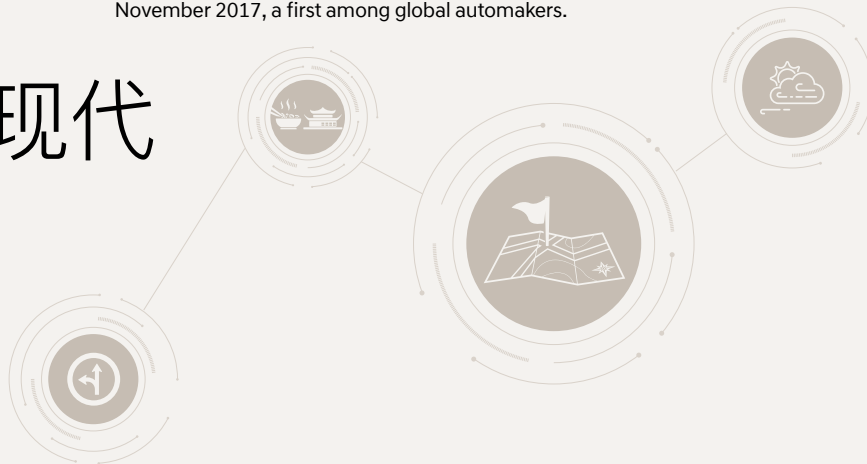 November 2017, a first among global automakers.
现代